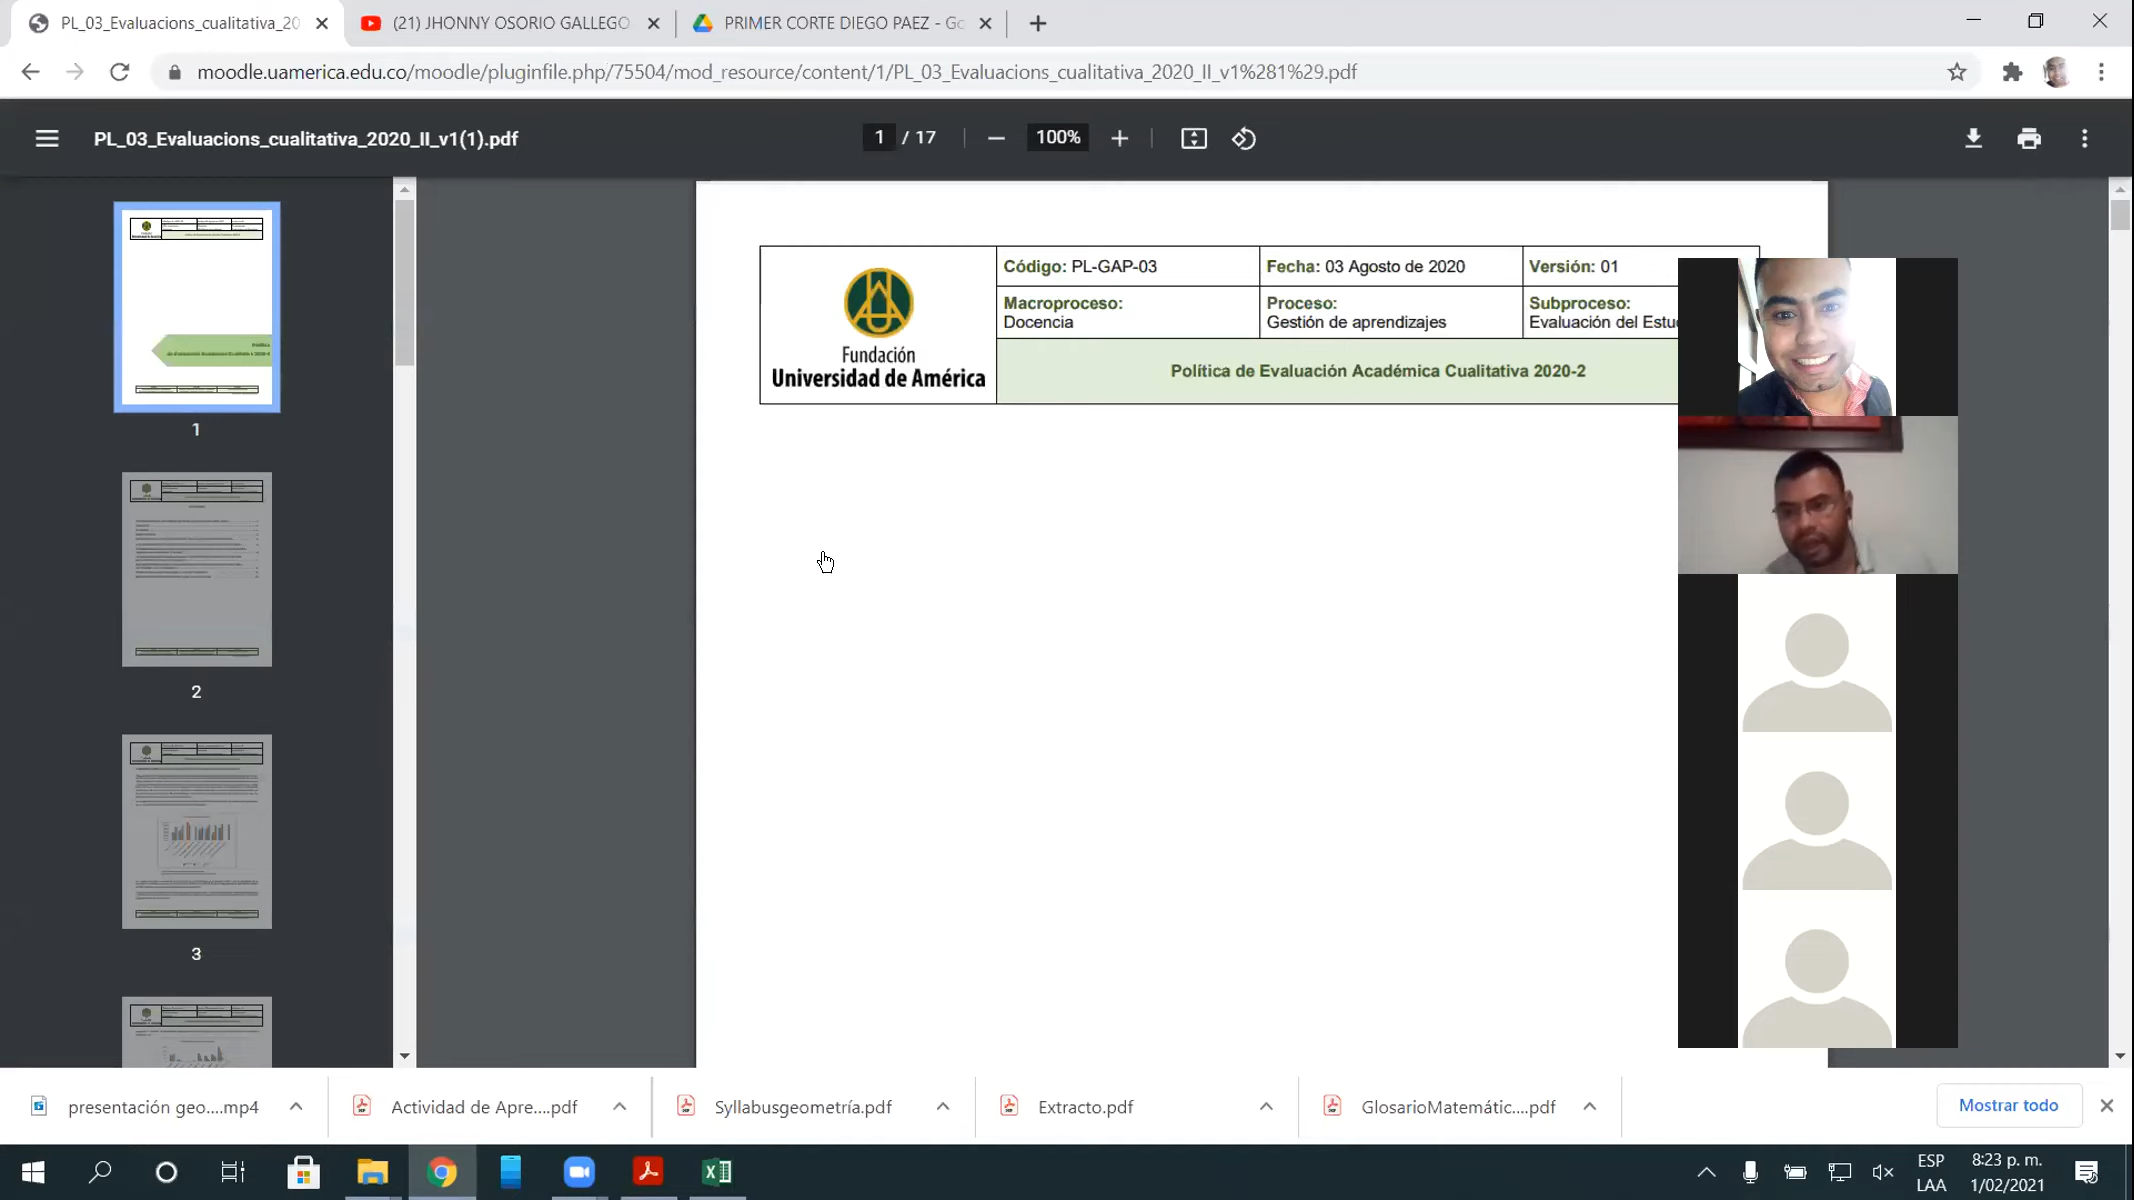 PL_03_Evaluacions_cualitativa_20
(21) JHONNY OSORIO GALLEGO
PRIMER CORTE DIEGO PAEZ - Go
moodle.uamerica.edu.co/moodle/pluginfile.php/75504/mod_resource/content/1/PL_03_Evaluacions_cualitativa_2020_II_v1%281%29.pdf
PL_03_Evaluacions_cualitativa_2020_II_v1(1).pdf
1 / 17
100%
Código: PL-GAP-03
Fecha: 03 Agosto de 2020
Versión: 01
Macroproceso:
Docencia
Proceso:
Gestión de aprendizajes
Subproceso:
Evaluación del Estu
Fundación
Universidad de América
Política de Evaluación Académica Cualitativa 2020-2
1
2
3
presentación geo....mp4
Actividad de Apre....pdf
Syllabusgeometría.pdf
Extracto.pdf
GlosarioMatemátic....pdf
Mostrar todo
ESP
LAA
8:23 p. m.
1/02/2021